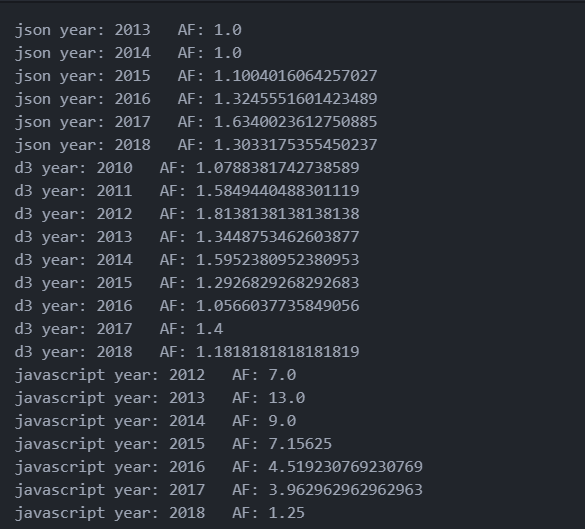 json year: 2013   AF: 1.0
json year: 2014   AF: 1.0
json year: 2015   AF: 1.1004016064257027
json year: 2016   AF: 1.3245551601423489
json year: 2017   AF: 1.6340023612750885
json year: 2018   AF: 1.3033175355450237
d3 year: 2010   AF: 1.0788381742738589
d3 year: 2011   AF: 1.5849440488301119
d3 year: 2012   AF: 1.8138138138138138
d3 year: 2013   AF: 1.3448753462603877
d3 year: 2014   AF: 1.5952380952380953
d3 year: 2015   AF: 1.2926829268292683
d3 year: 2016   AF: 1.0566037735849056
d3 year: 2017   AF: 1.4
d3 year: 2018   AF: 1.1818181818181819
javascript year: 2012   AF: 7.0
javascript year: 2013   AF: 13.0
javascript year: 2014   AF: 9.0
javascript year: 2015   AF: 7.15625
javascript year: 2016   AF: 4.519230769230769
javascript year: 2017   AF: 3.962962962962963
javascript year: 2018   AF: 1.25